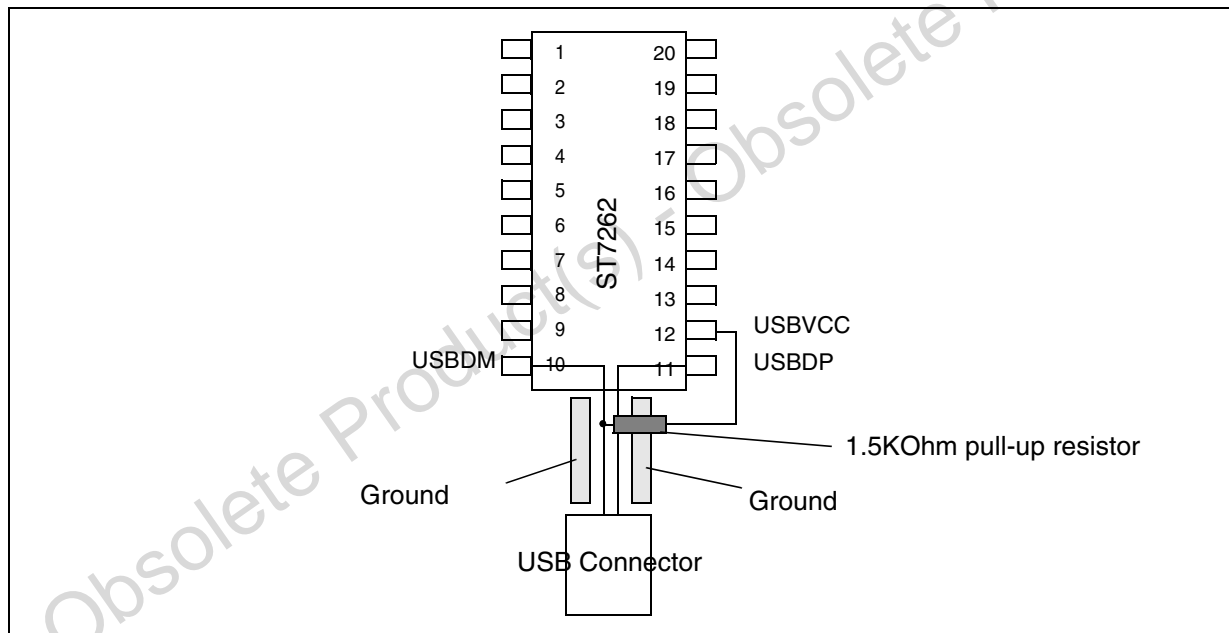 1 20
2 19
3 18
4 17
5 16
6 15
7 14
8 13
9 12
10 11
ST7262
USBVCC
USBDM
USBDP
1.5KOhm pull-up resistor
Ground
Ground
USB Connector
Obsolete Product(s) - Obsolete